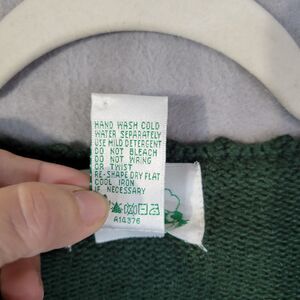 HAND WASH COLD
WATER SEPARATELY
USE MILD DETERGENT
DO NOT BLEACH
DO NOT WRING
OR TWIST
RE-SHAPE DRY FLAT
COOL IRON
IF NECESSARY
A14376